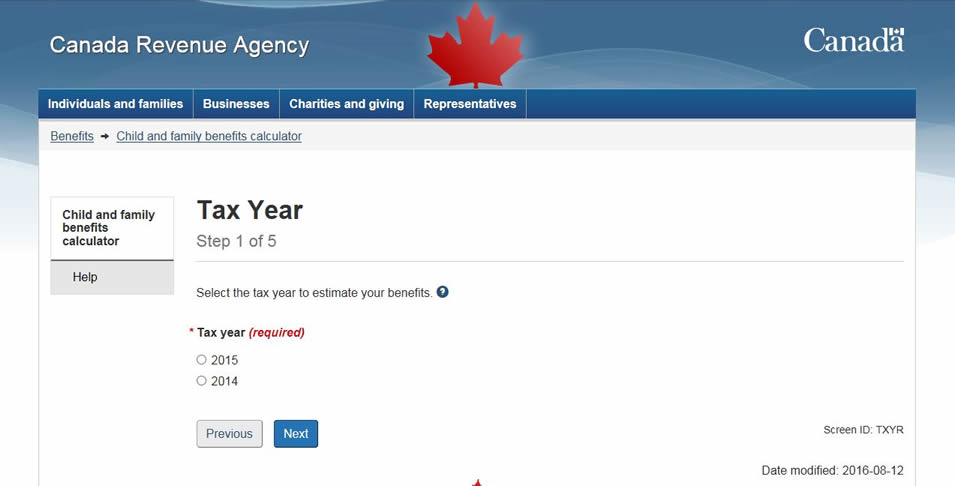 Canada Revenue Agency
Canada
Individuals and families
Businesses
Charities and giving
Representatives
Benefits ➞ Child and family benefits calculator
Child and family
benefits
calculator
Help
Tax Year
Step 1 of 5
Select the tax year to estimate your benefits. ?
* Tax year (required)
2015
2014
Previous
Next
Screen ID: TXYR
Date modified: 2016-08-12